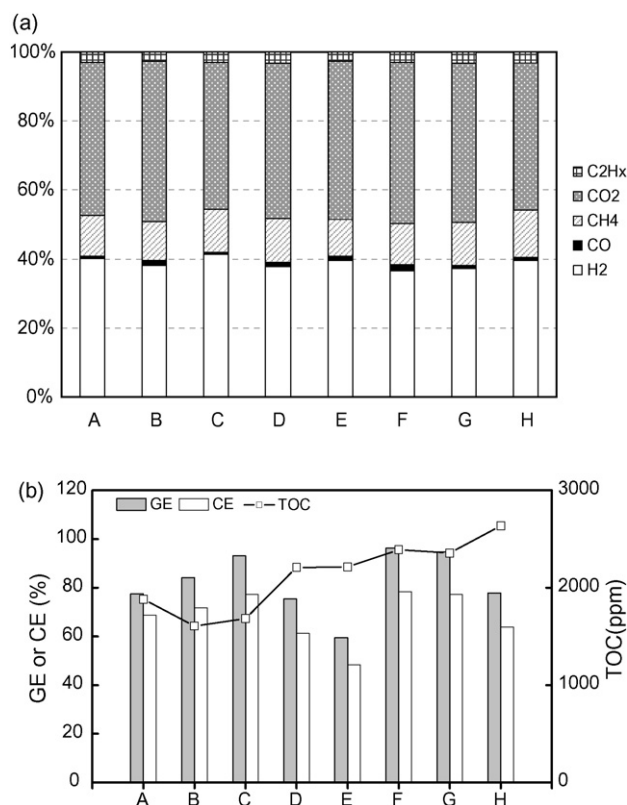 (a)
100%
80%
60%
40%
20%
0%
A B C D E F G H
C2Hx
CO2
CH4
CO
H2
(b)
GE CE TOC
GE or CE (%)
120
100
80
60
40
20
0
A B C D E F G H
3000
2000
1000
0
TOC(ppm)